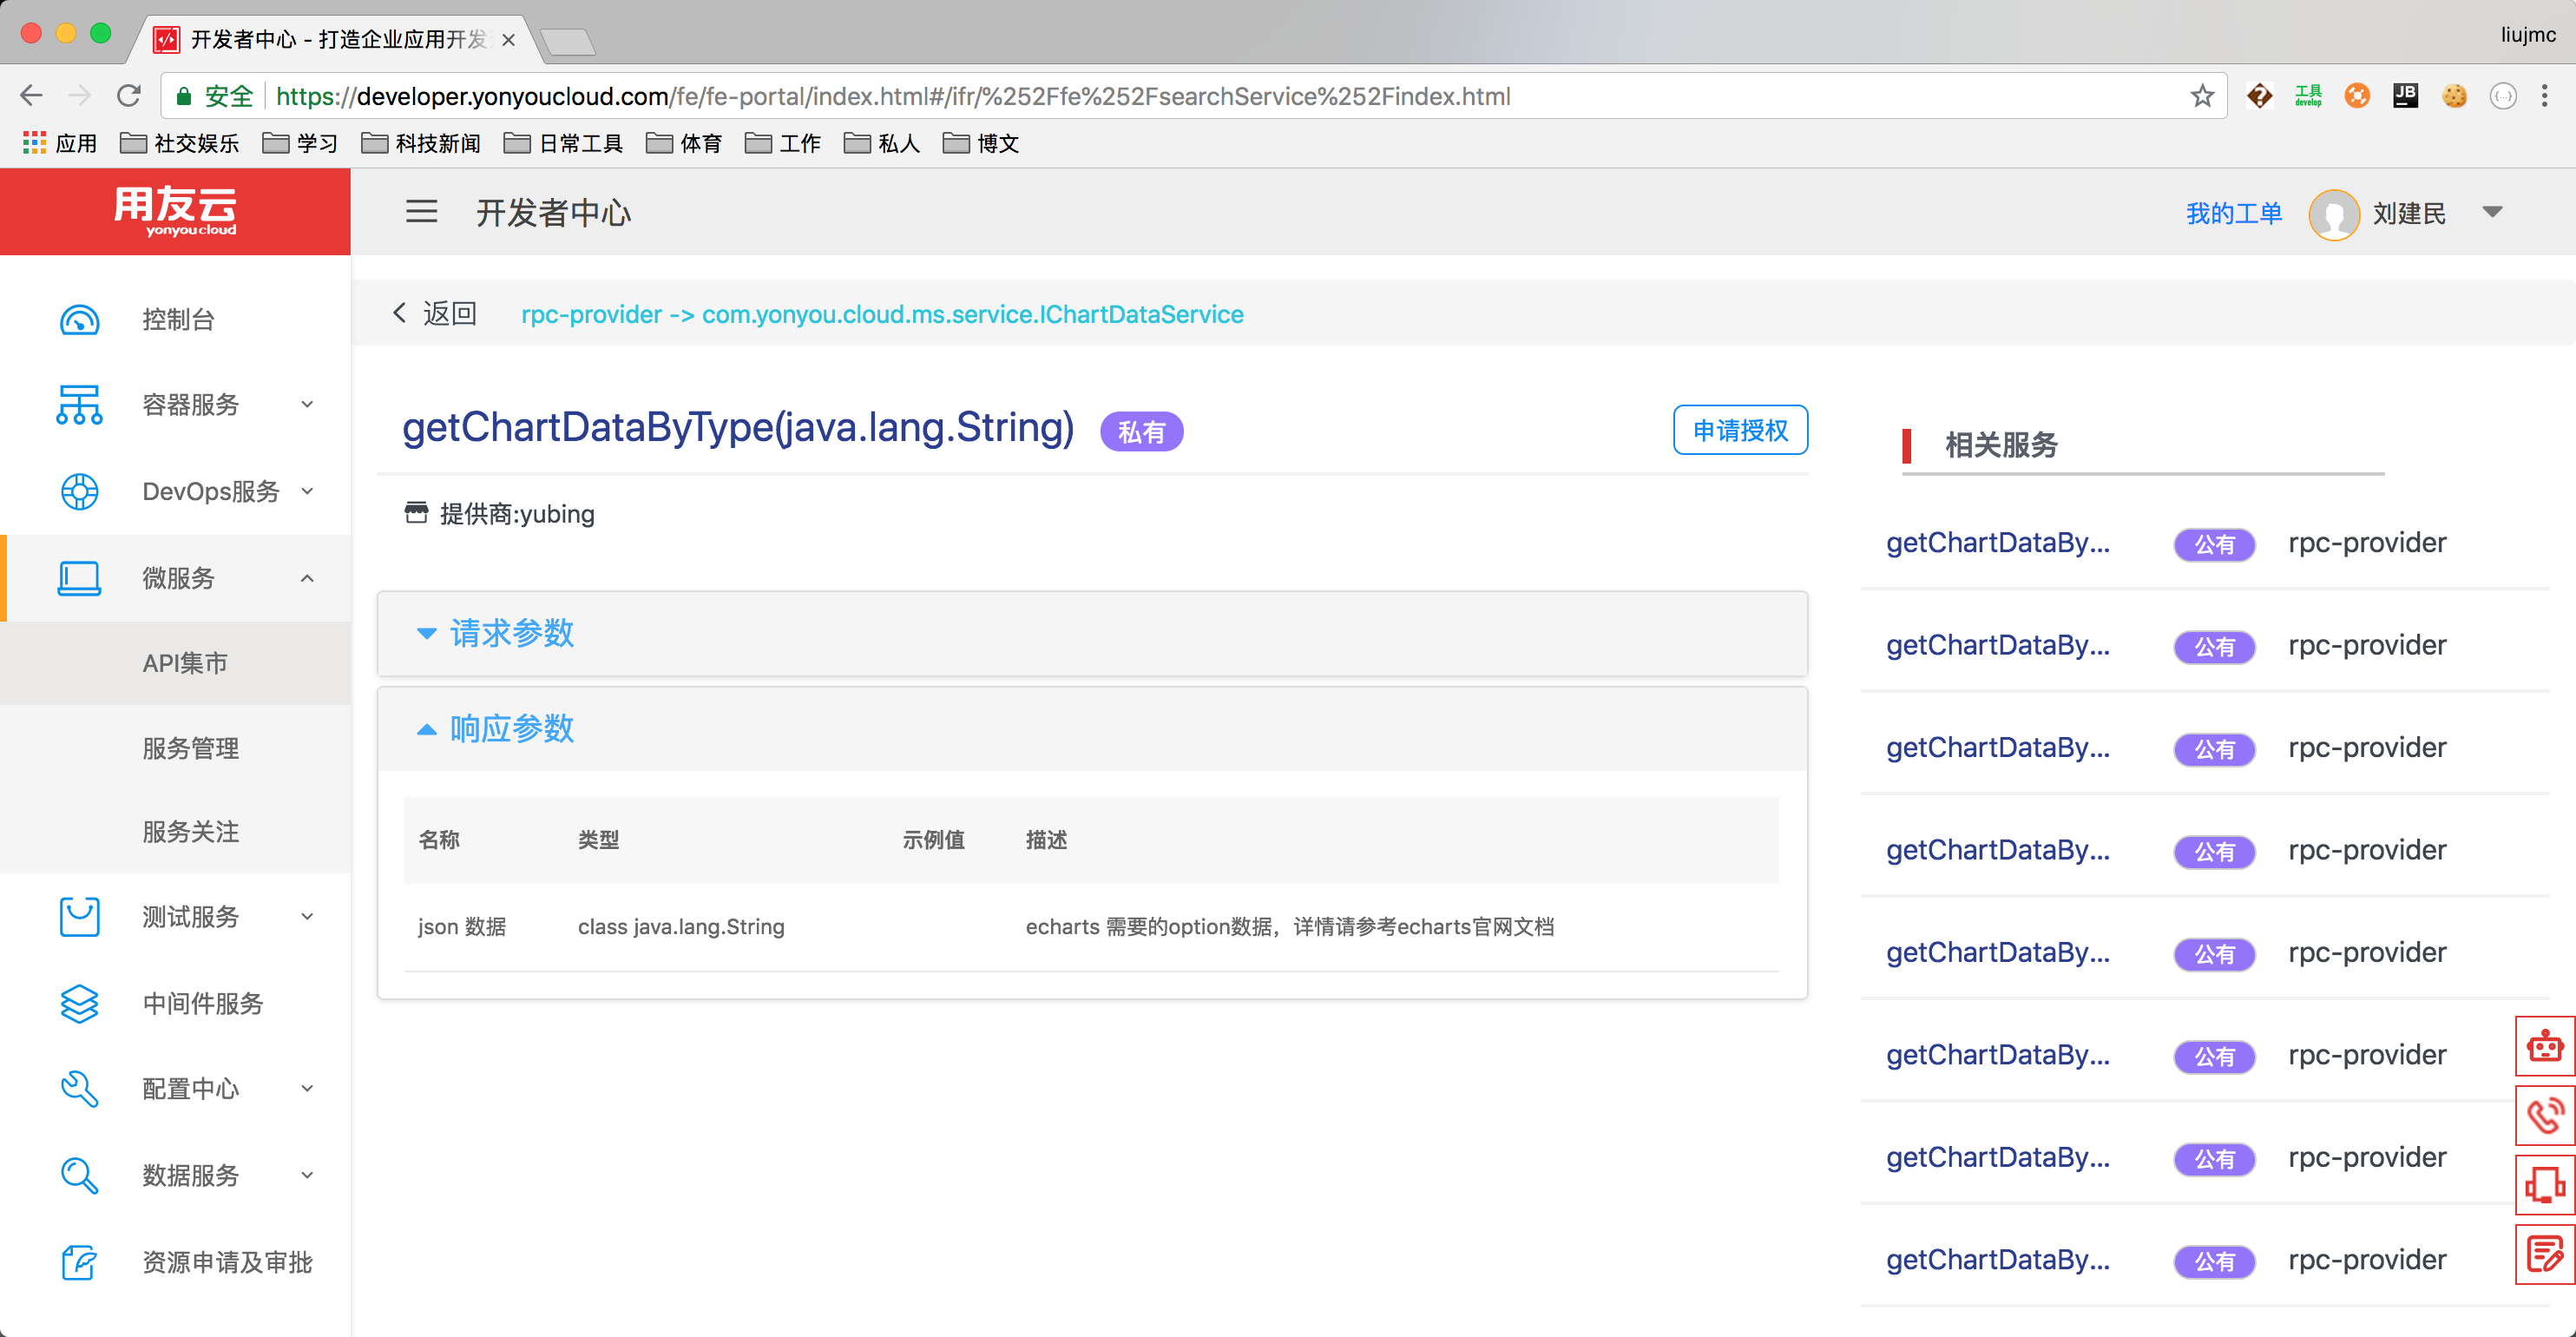 开发者中心 - 打造企业应用开发
liujmc
安全 https://developer.yonyoucloud.com/fe/fe-portal/index.html#/ifr/%252Ffe%252FsearchService%252Findex.html
工具
develop
JB
应用 社交娱乐 学习 科技新闻 日常工具 体育 工作 私人 博文
用友云
yonyou cloud
开发者中心
我的工单 刘建民
控制台
容器服务
DevOps服务
微服务
API集市
服务管理
服务关注
测试服务
中间件服务
配置中心
数据服务
资源申请及审批
返回 rpc-provider -> com.yonyou.cloud.ms.service.IChartDataService
getChartDataByType(java.lang.String) 私有 申请授权
提供商:yubing
请求参数
响应参数
名称 类型 示例值 描述
json 数据 class java.lang.String echarts 需要的option数据，详情请参考echarts官网文档
相关服务
getChartDataBy... 公有 rpc-provider
getChartDataBy... 公有 rpc-provider
getChartDataBy... 公有 rpc-provider
getChartDataBy... 公有 rpc-provider
getChartDataBy... 公有 rpc-provider
getChartDataBy... 公有 rpc-provider
getChartDataBy... 公有 rpc-provider
getChartDataBy... 公有 rpc-provider